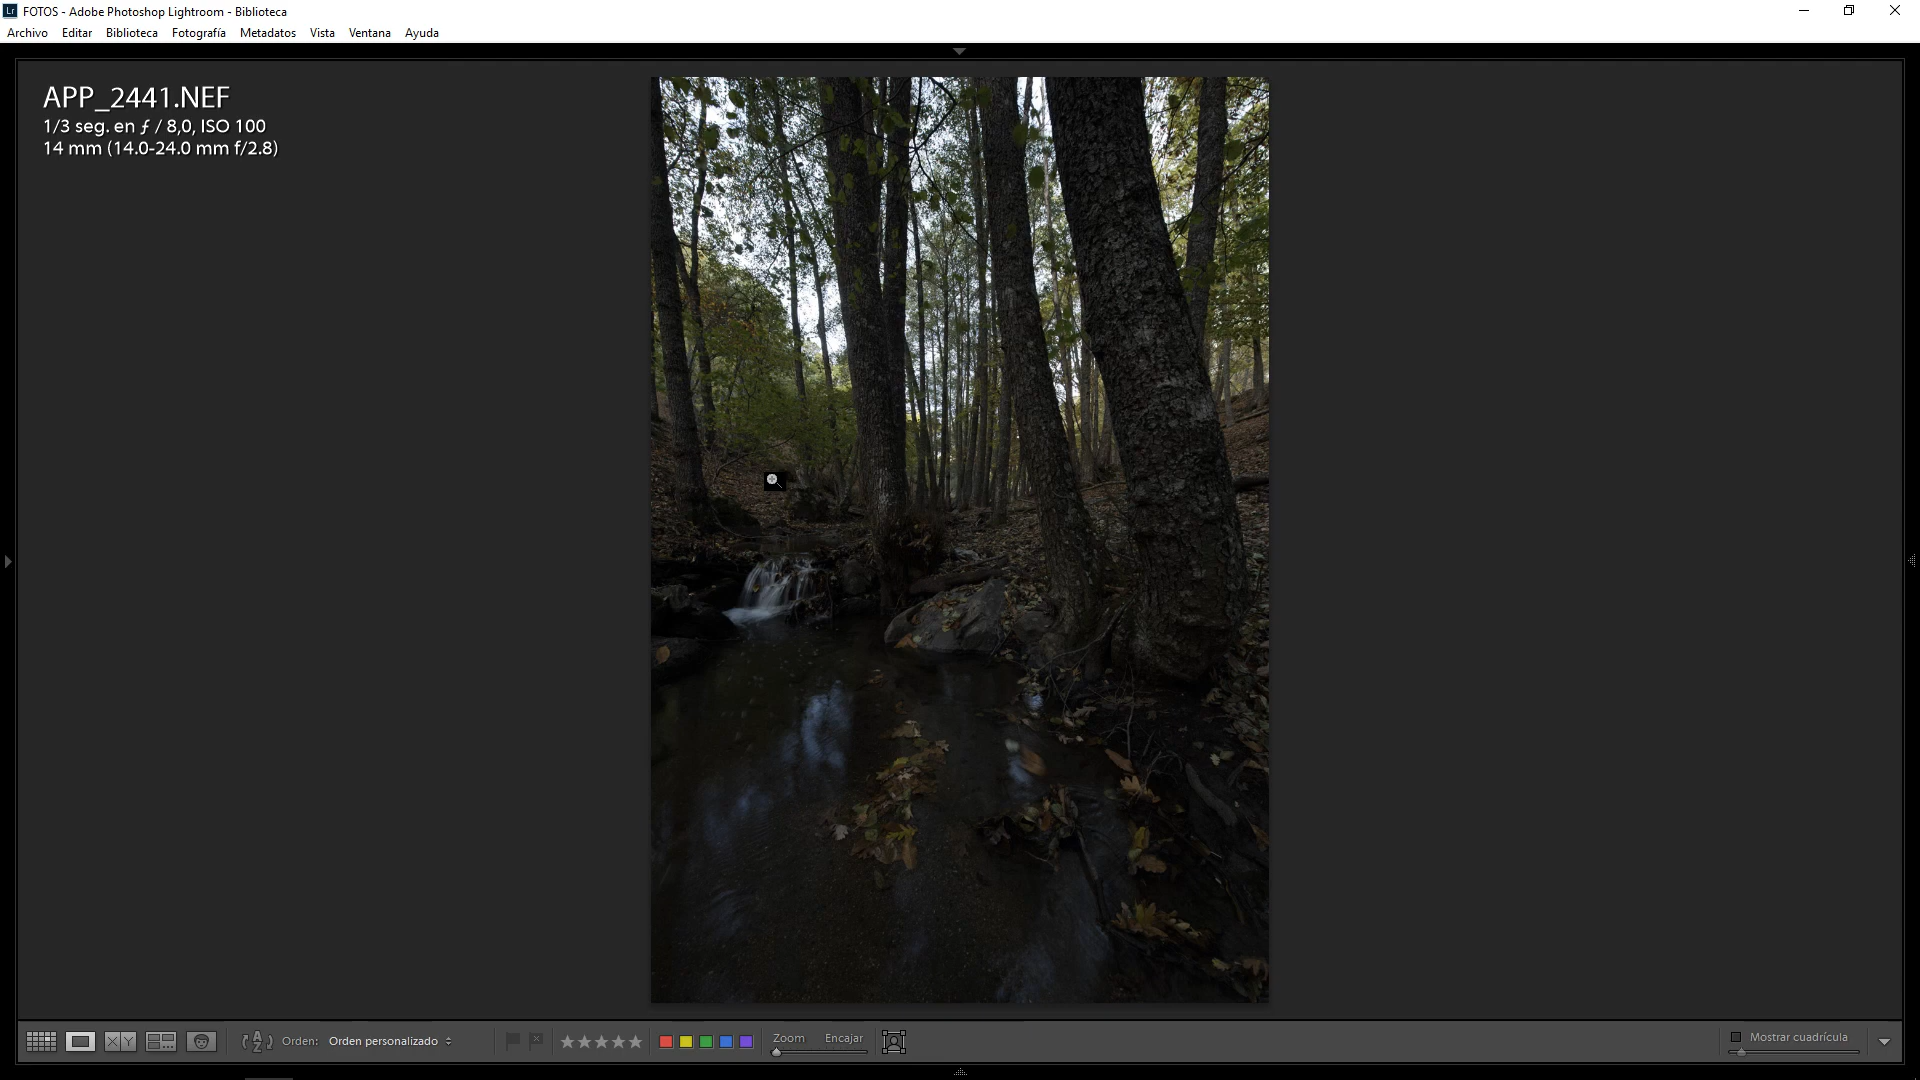 Lr FOTOS - Adobe Photoshop Lightroom - Biblioteca
Archivo Editar Biblioteca Fotografía Metadatos Vista Ventana Ayuda
APP_2441.NEF
1/3 seg. en ƒ / 8,0, ISO 100
14 mm (14.0-24.0 mm f/2.8)
X Y A Z Orden: Orden personalizado Zoom Encajar Mostrar cuadrícula